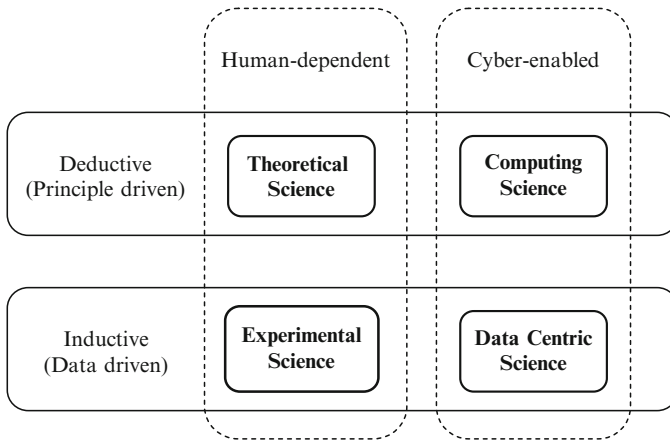 Human-dependent
Cyber-enabled
Deductive
(Principle driven)
Theoretical
Science
Computing
Science
Inductive
(Data driven)
Experimental
Science
Data Centric
Science